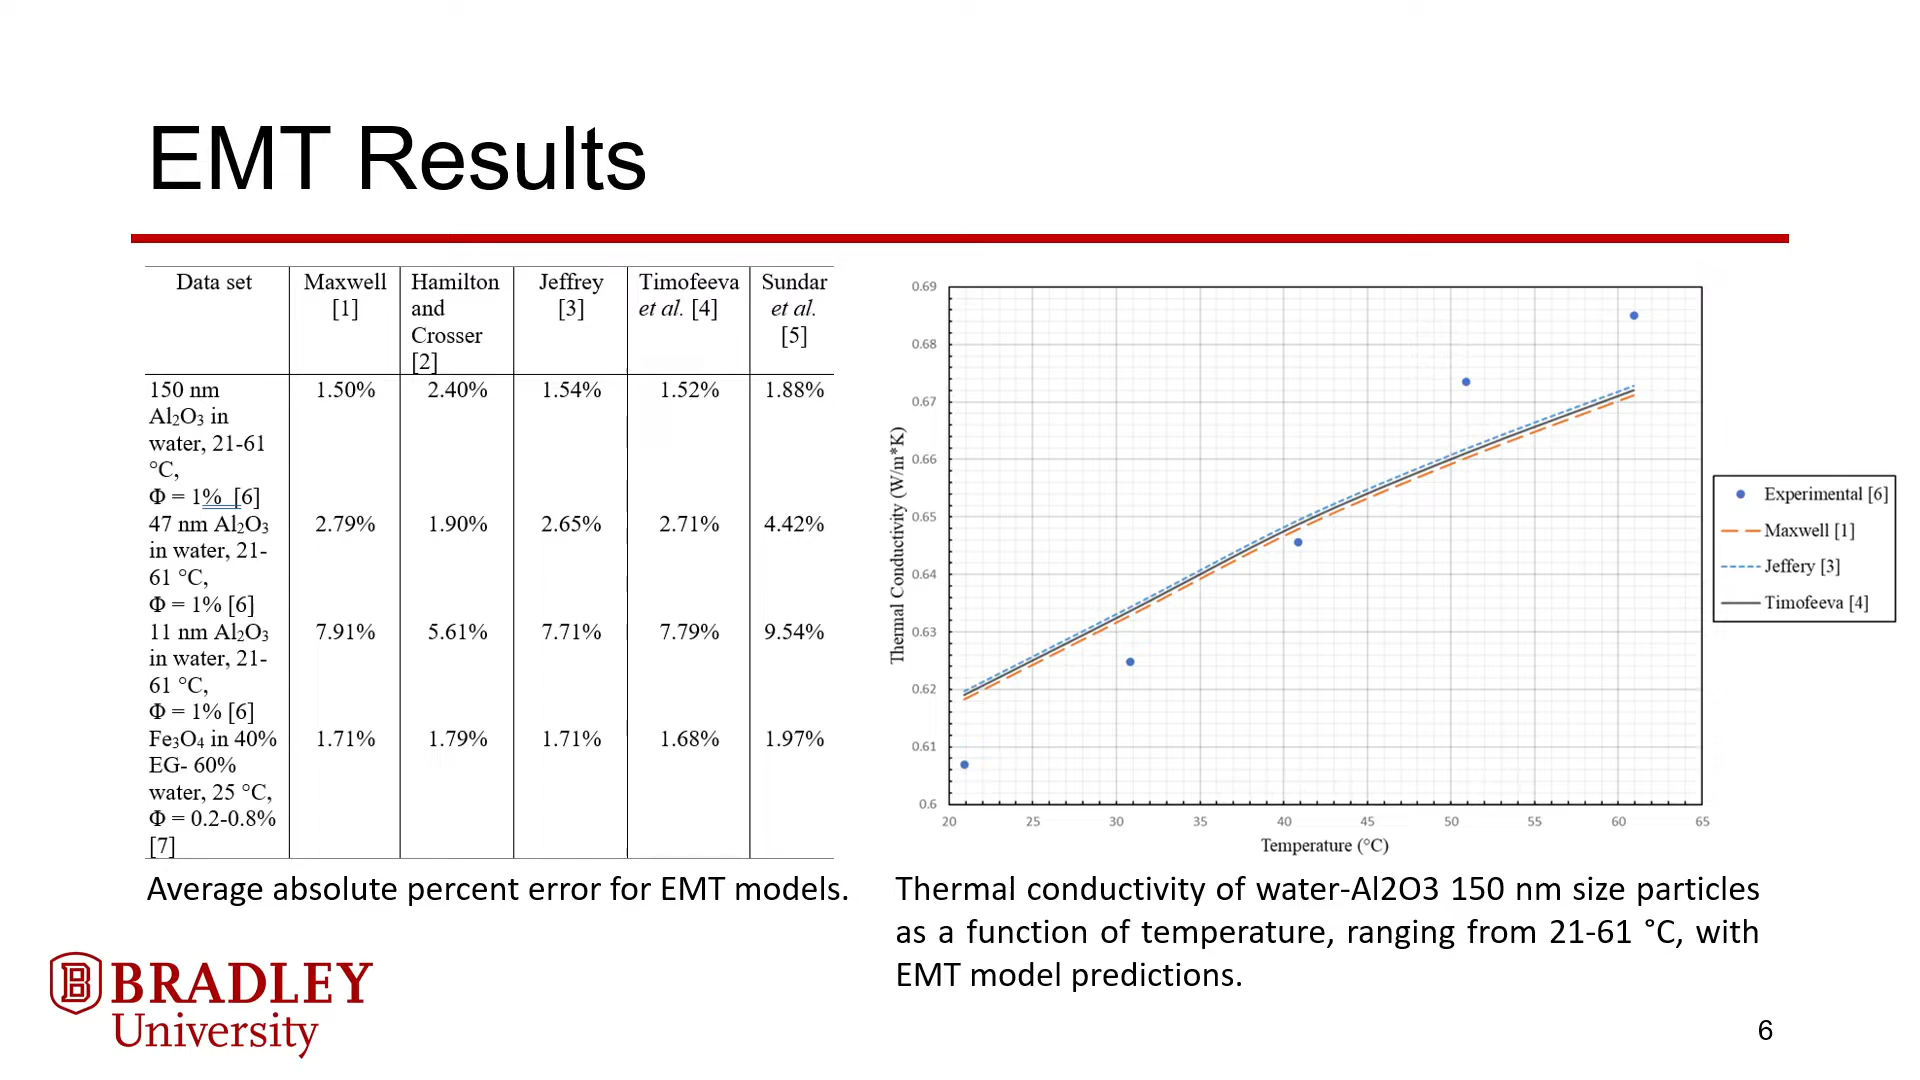 EMT Results
Data set
Maxwell
[1]
Hamilton
and
Crosser
[2]
Jeffrey
[3]
Timofeeva
et al. [4]
Sundar
et al.
[5]
150 nm
Al2O3 in
water, 21-61
°C,
Φ = 1% [6]
1.50%
2.40%
1.54%
1.52%
1.88%
47 nm Al2O3
in water, 21-
61 °C,
Φ = 1% [6]
2.79%
1.90%
2.65%
2.71%
4.42%
11 nm Al2O3
in water, 21-
61 °C,
Φ = 1% [6]
7.91%
5.61%
7.71%
7.79%
9.54%
Fe3O4 in 40%
EG- 60%
water, 25 °C,
Φ = 0.2-0.8%
[7]
1.71%
1.79%
1.71%
1.68%
1.97%
Average absolute percent error for EMT models.
Thermal Conductivity (W/m*K)
0.69
0.68
0.67
0.66
0.65
0.64
0.63
0.62
0.61
0.6
20 25 30 35 40 45 50 55 60 65
Temperature (°C)
Experimental [6]
Maxwell [1]
Jeffery [3]
Timofeeva [4]
Thermal conductivity of water-Al2O3 150 nm size particles
as a function of temperature, ranging from 21-61 °C, with
EMT model predictions.
B BRADLEY
University
6